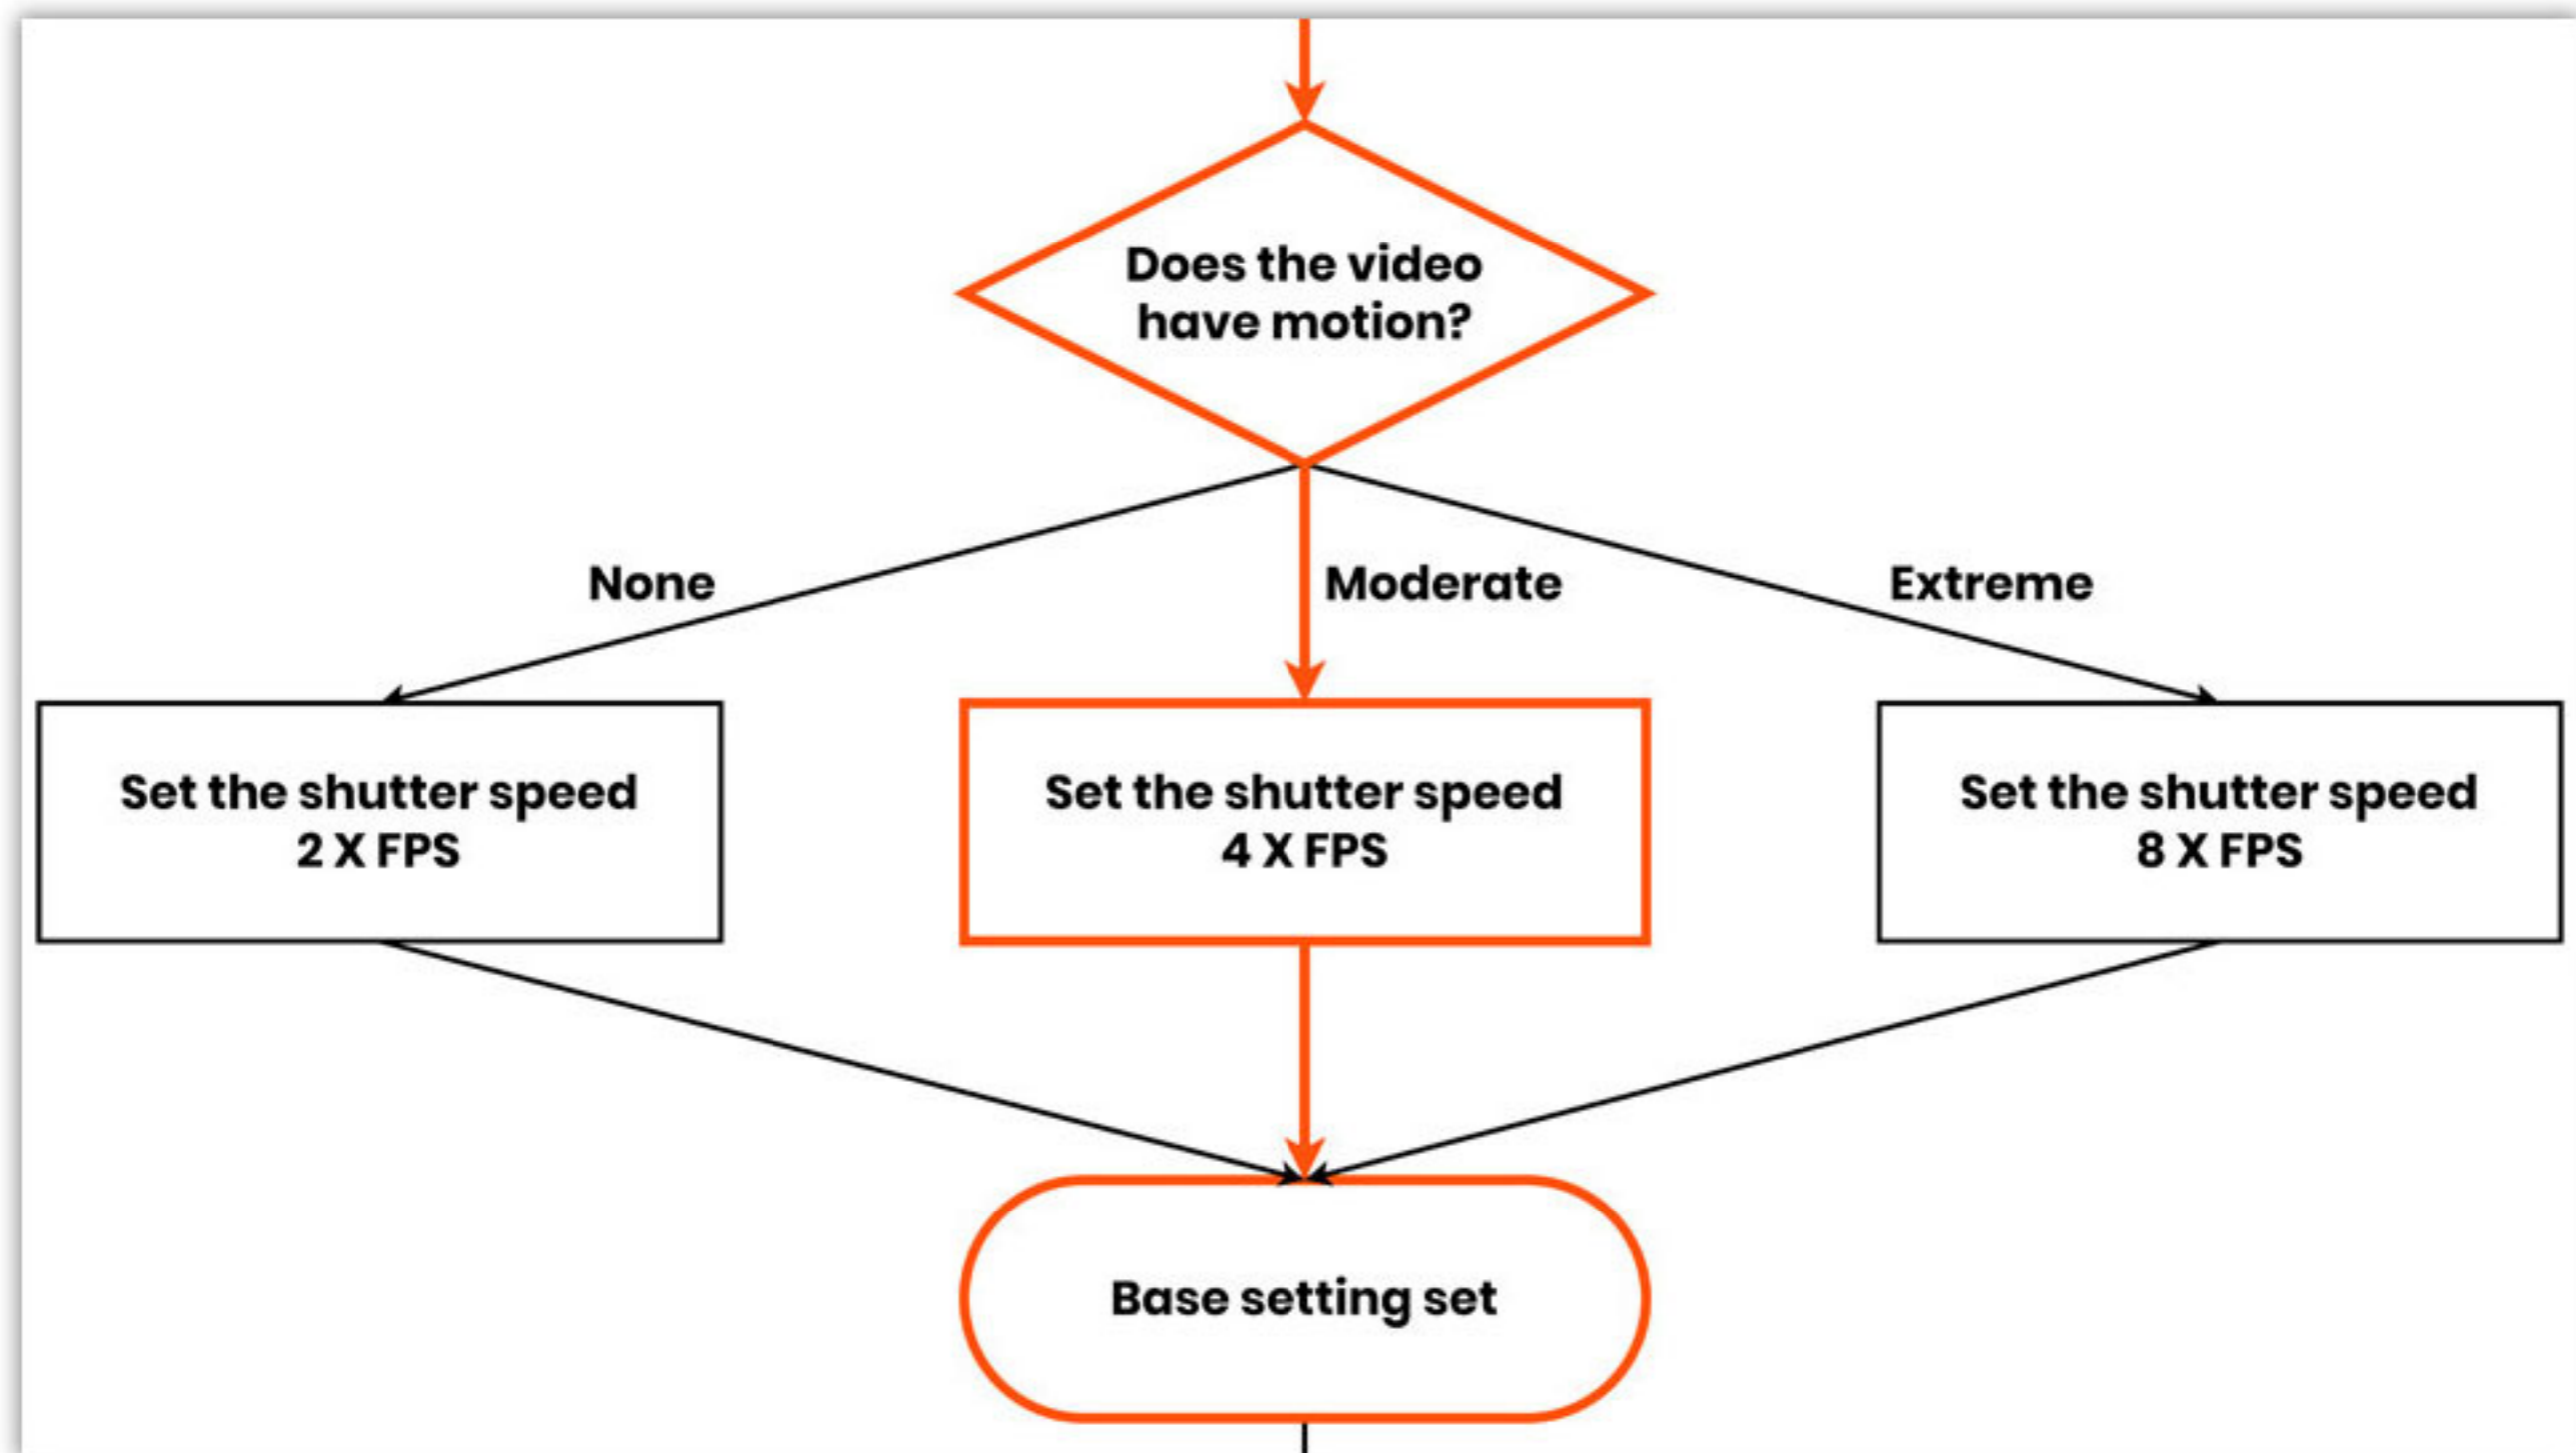 Does the video
have motion?
None
Moderate
Extreme
Set the shutter speed
2 X FPS
Set the shutter speed
4 X FPS
Set the shutter speed
8 X FPS
Base setting set